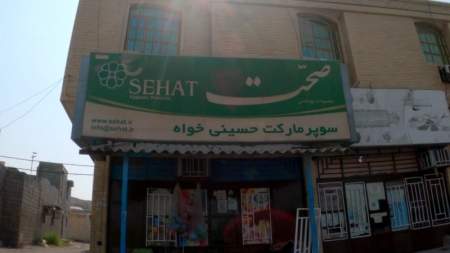 SEHAT صحت
www.sehat.ir
info@sehat.ir
سوپرمارکت حسینی خواه